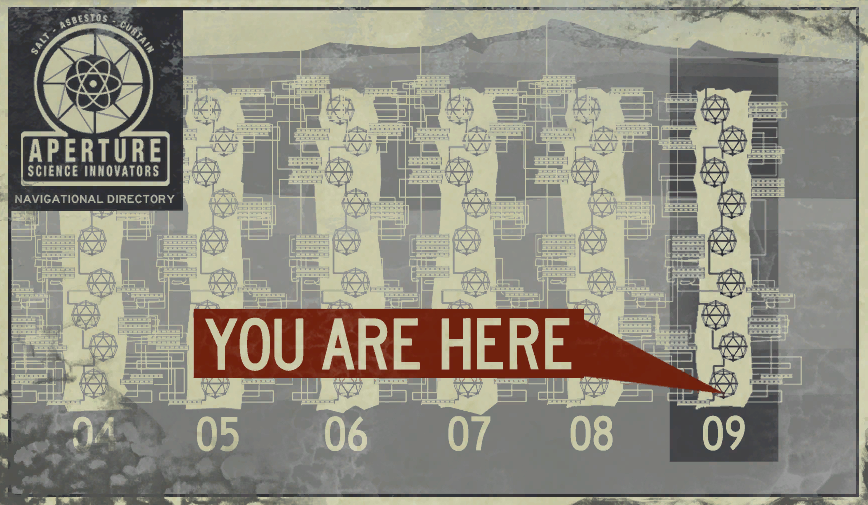 SALT - ASBESTOS - CURTAIN
APERTURE
SCIENCE INNOVATORS
NAVIGATIONAL DIRECTORY
YOU ARE HERE
04 05 06 07 08 09